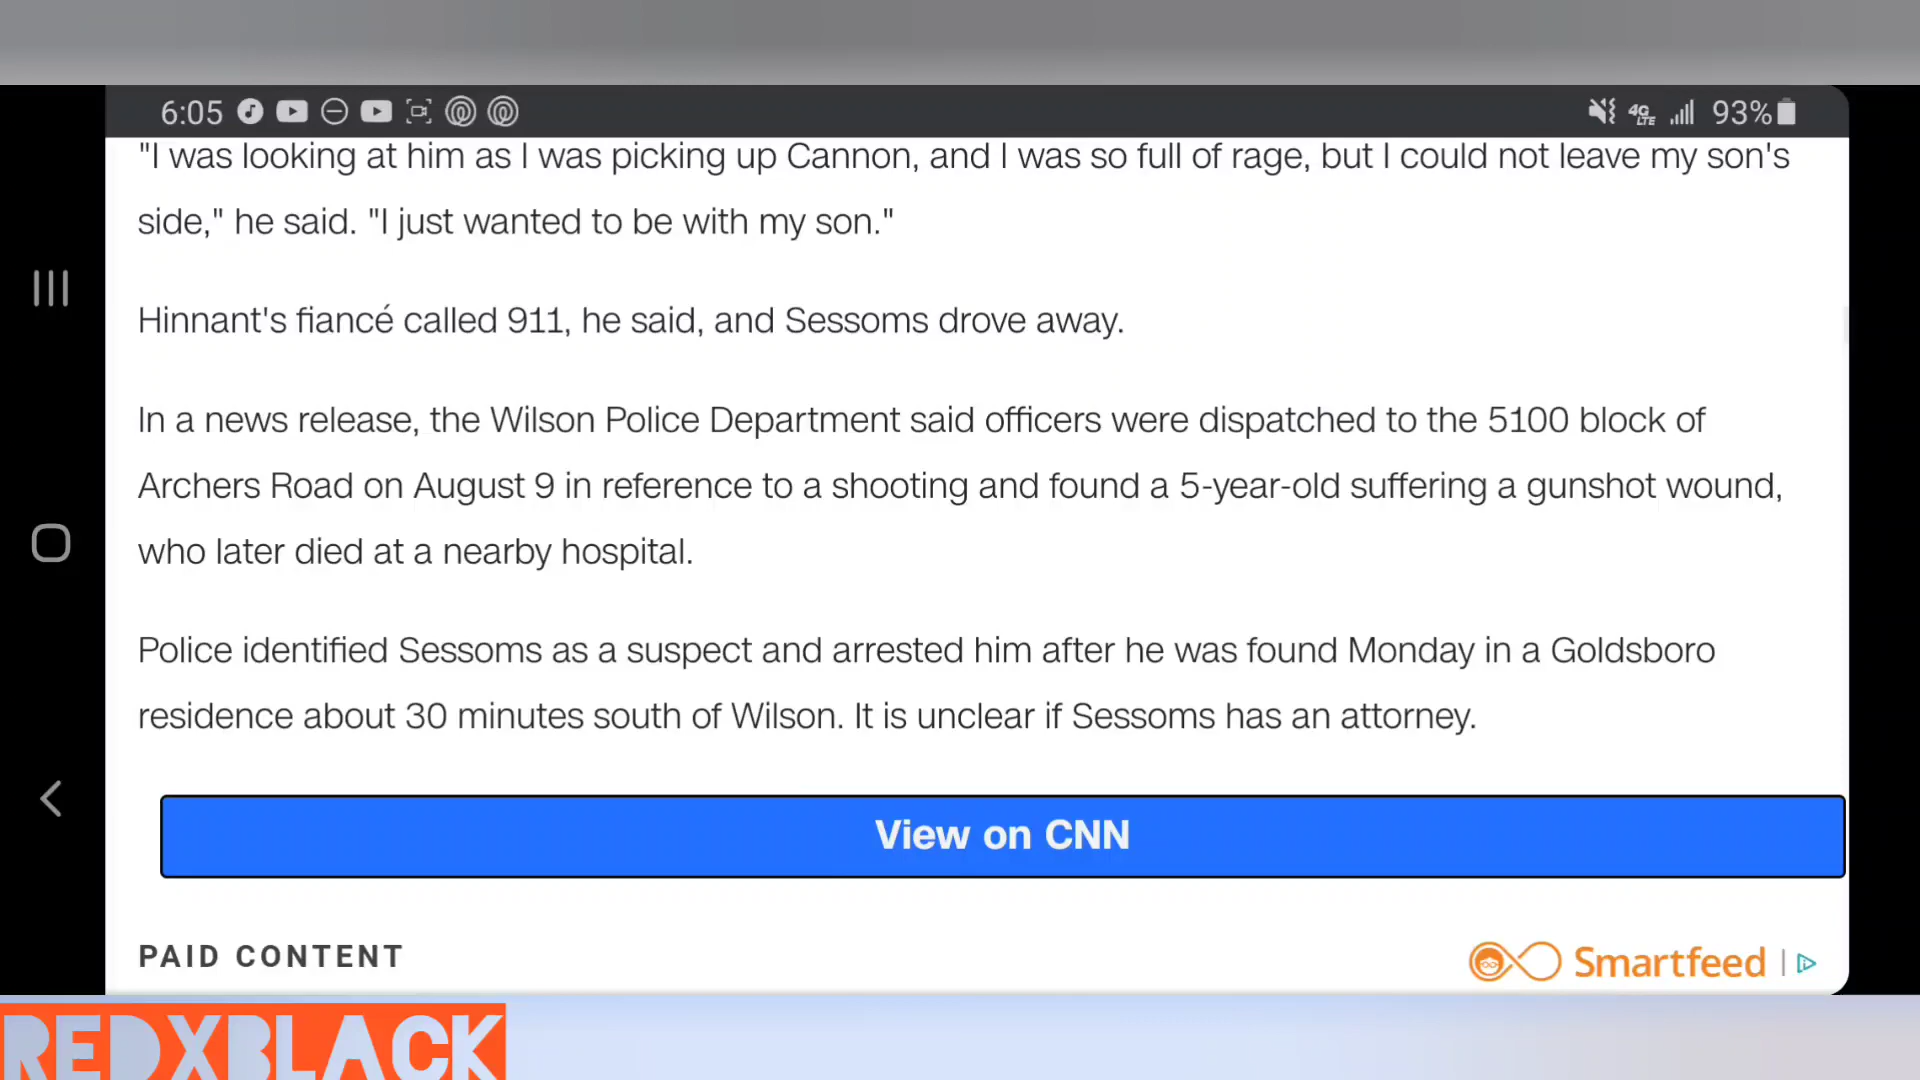 6:05
4G LTE 93%
"I was looking at him as I was picking up Cannon, and I was so full of rage, but I could not leave my son's
side," he said. "I just wanted to be with my son."
Hinnant's fiancé called 911, he said, and Sessoms drove away.
In a news release, the Wilson Police Department said officers were dispatched to the 5100 block of
Archers Road on August 9 in reference to a shooting and found a 5-year-old suffering a gunshot wound,
who later died at a nearby hospital.
Police identified Sessoms as a suspect and arrested him after he was found Monday in a Goldsboro
residence about 30 minutes south of Wilson. It is unclear if Sessoms has an attorney.
View on CNN
PAID CONTENT
Smartfeed |
REDXBLACK